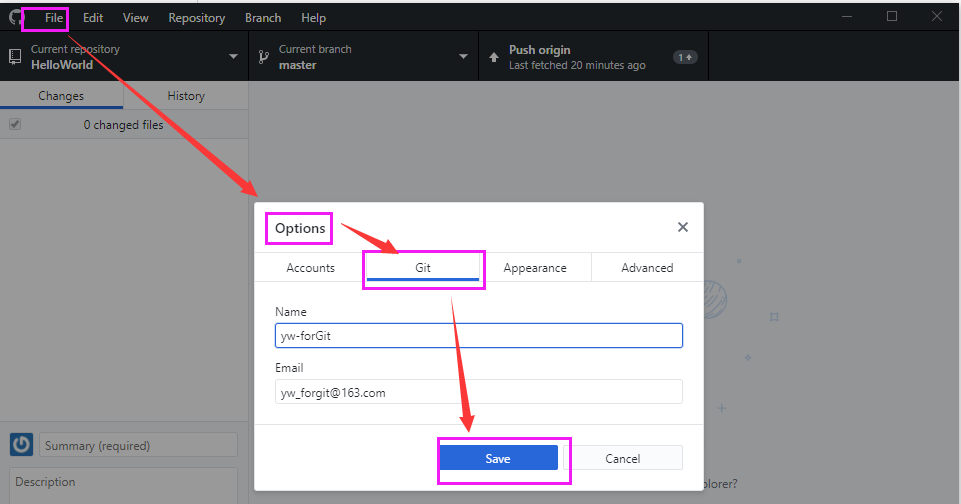 File Edit View Repository Branch Help
Current repository
HelloWorld
Current branch
master
Push origin
Last fetched 20 minutes ago
1
Changes History
0 changed files
Options
Accounts Git Appearance Advanced
Name
yw-forGit
Email
yw_forgit@163.com
Save Cancel
Summary (required)
Description
plorer?